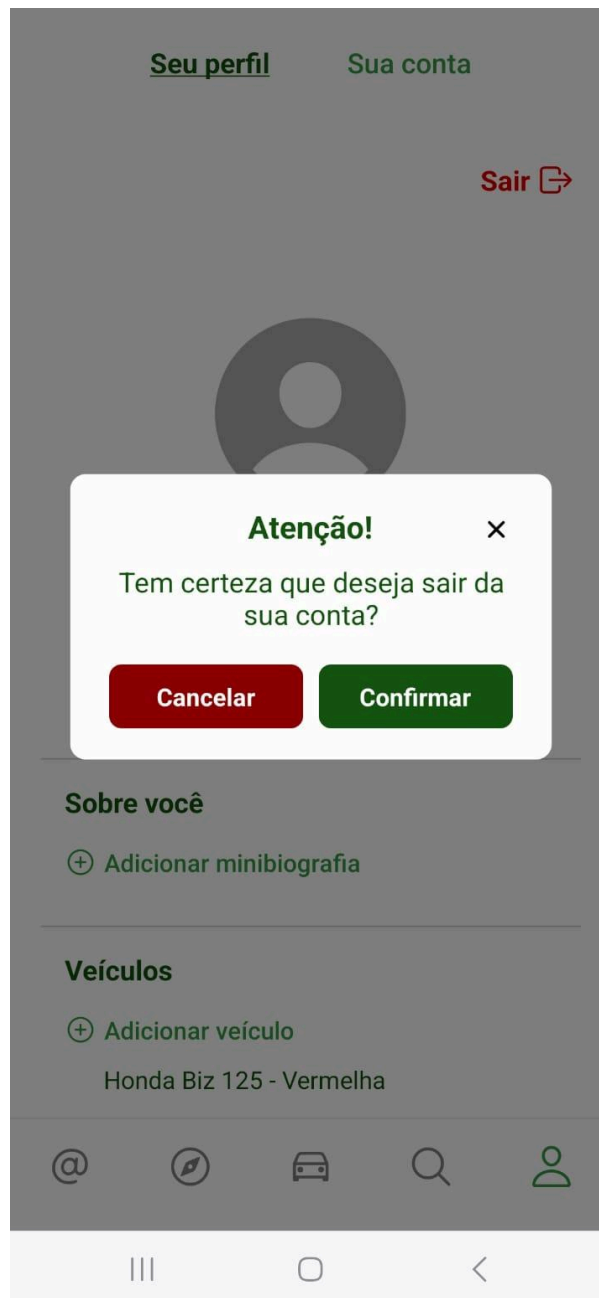 Seu perfil Sua conta
Sair
Atenção!
Tem certeza que deseja sair da
sua conta?
Cancelar Confirmar
Sobre você
Adicionar minibiografia
Veículos
Adicionar veículo
Honda Biz 125 - Vermelha